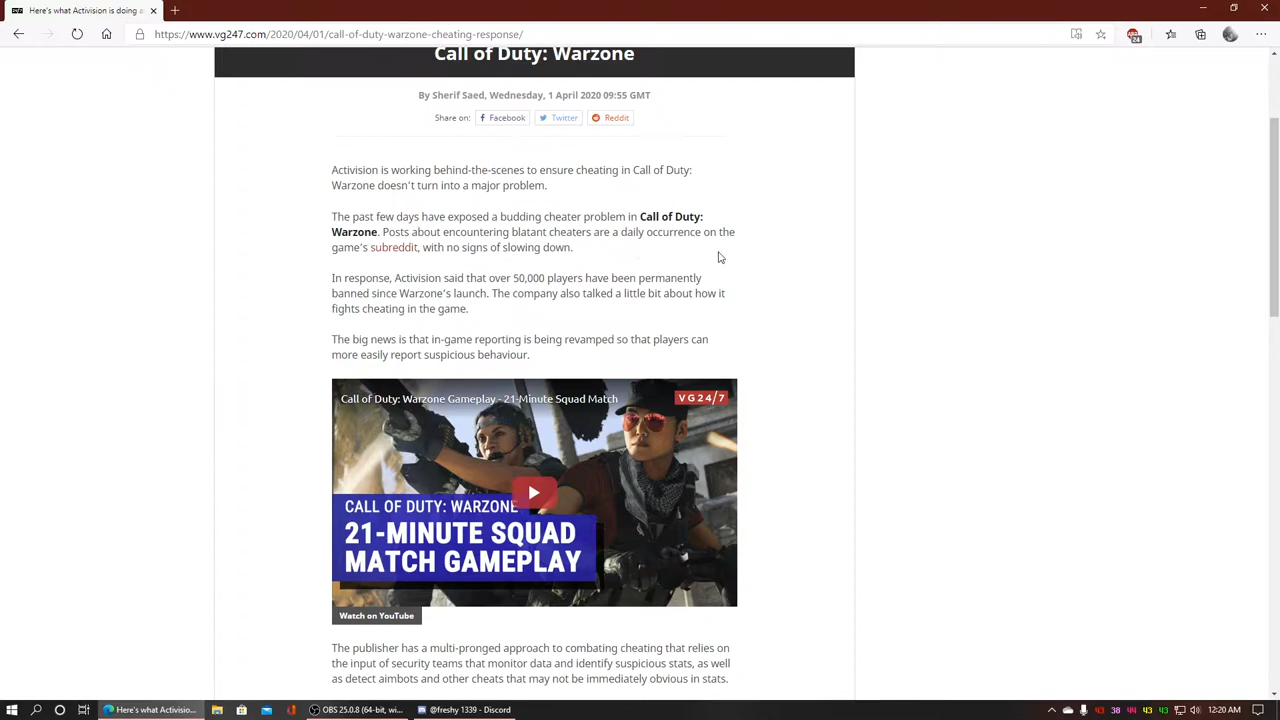 Here's what Activision is doing a
https://www.vg247.com/2020/04/01/call-of-duty-warzone-cheating-response/
24
Call of Duty: Warzone
By Sherif Saed, Wednesday, 1 April 2020 09:55 GMT
Share on: Facebook Twitter Reddit
Activision is working behind-the-scenes to ensure cheating in Call of Duty:
Warzone doesn't turn into a major problem.
The past few days have exposed a budding cheater problem in Call of Duty:
Warzone. Posts about encountering blatant cheaters are a daily occurrence on the
game's subreddit, with no signs of slowing down.
In response, Activision said that over 50,000 players have been permanently
banned since Warzone's launch. The company also talked a little bit about how it
fights cheating in the game.
The big news is that in-game reporting is being revamped so that players can
more easily report suspicious behaviour.
Call of Duty: Warzone Gameplay - 21-Minute Squad Match
VG24/7
CALL OF DUTY: WARZONE
21-MINUTE SQUAD
MATCH GAMEPLAY
Watch on YouTube
The publisher has a multi-pronged approach to combating cheating that relies on
the input of security teams that monitor data and identify suspicious stats, as well
as detect aimbots and other cheats that may not be immediately obvious in stats.
Here's what Activisio... OBS 25.0.8 (64-bit, wi... @freshy 1339 - Discord 38 44 43 12:20 AM